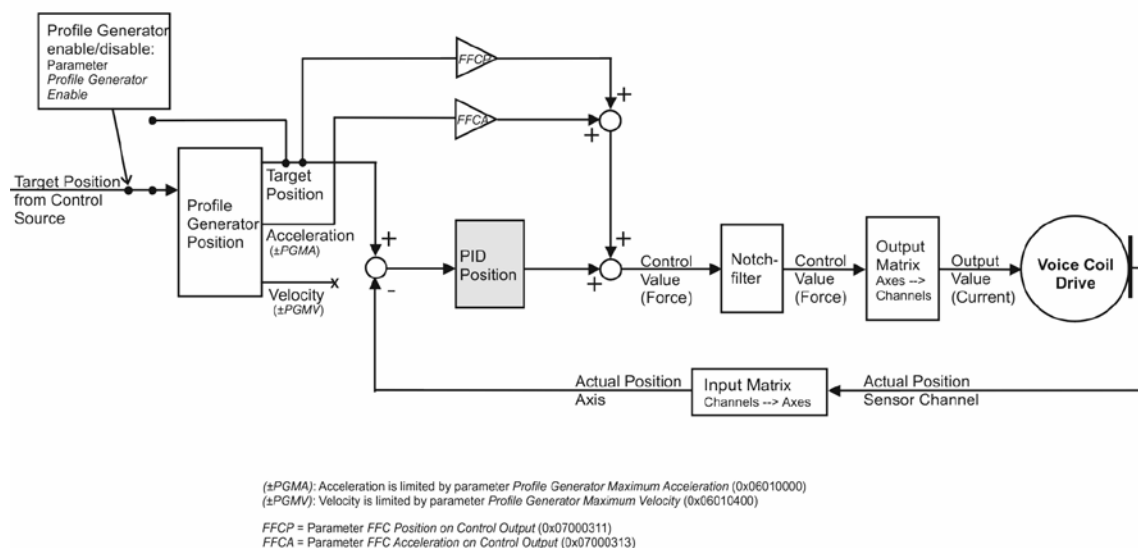 Profile Generator
enable/disable:
Parameter
Profile Generator
Enable
FFCP
FFCA
+
+
Target Position
from Control
Source
Profile
Generator
Position
Target
Position
Acceleration
(±PGMA)
Velocity
(±PGMV)
x
+
-
PID
Position
+
+
Control
Value
(Force)
Notch-
filter
Control
Value
(Force)
Output
Matrix
Axes --> 
Channels
Output
Value
(Current)
Voice Coil
Drive
Actual Position
Axis
Input Matrix
Channels --> Axes
Actual Position
Sensor Channel
(±PGMA): Acceleration is limited by parameter Profile Generator Maximum Acceleration (0x06010000)
(±PGMV): Velocity is limited by parameter Profile Generator Maximum Velocity (0x06010400)
FFCP = Parameter FFC Position on Control Output (0x07000311)
FFCA = Parameter FFC Acceleration on Control Output (0x07000313)